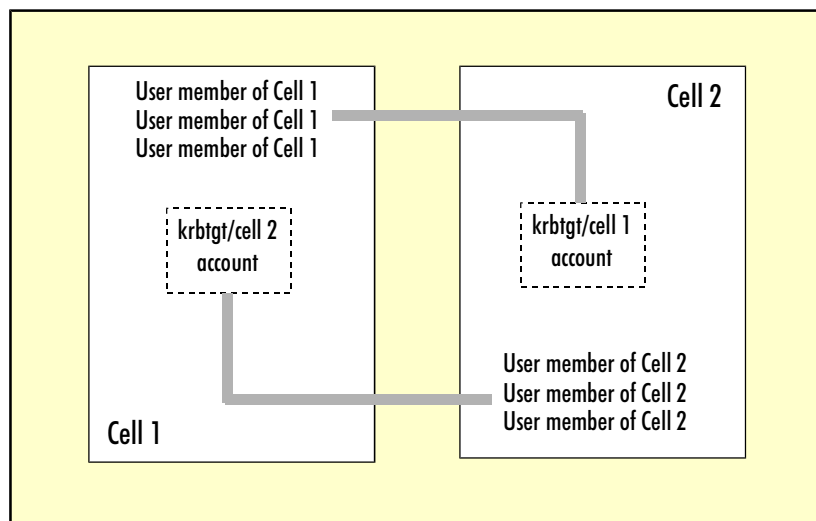 User member of Cell 1
User member of Cell 1
User member of Cell 1
krbtgt/cell 2
account
Cell 1
Cell 2
krbtgt/cell 1
account
User member of Cell 2
User member of Cell 2
User member of Cell 2